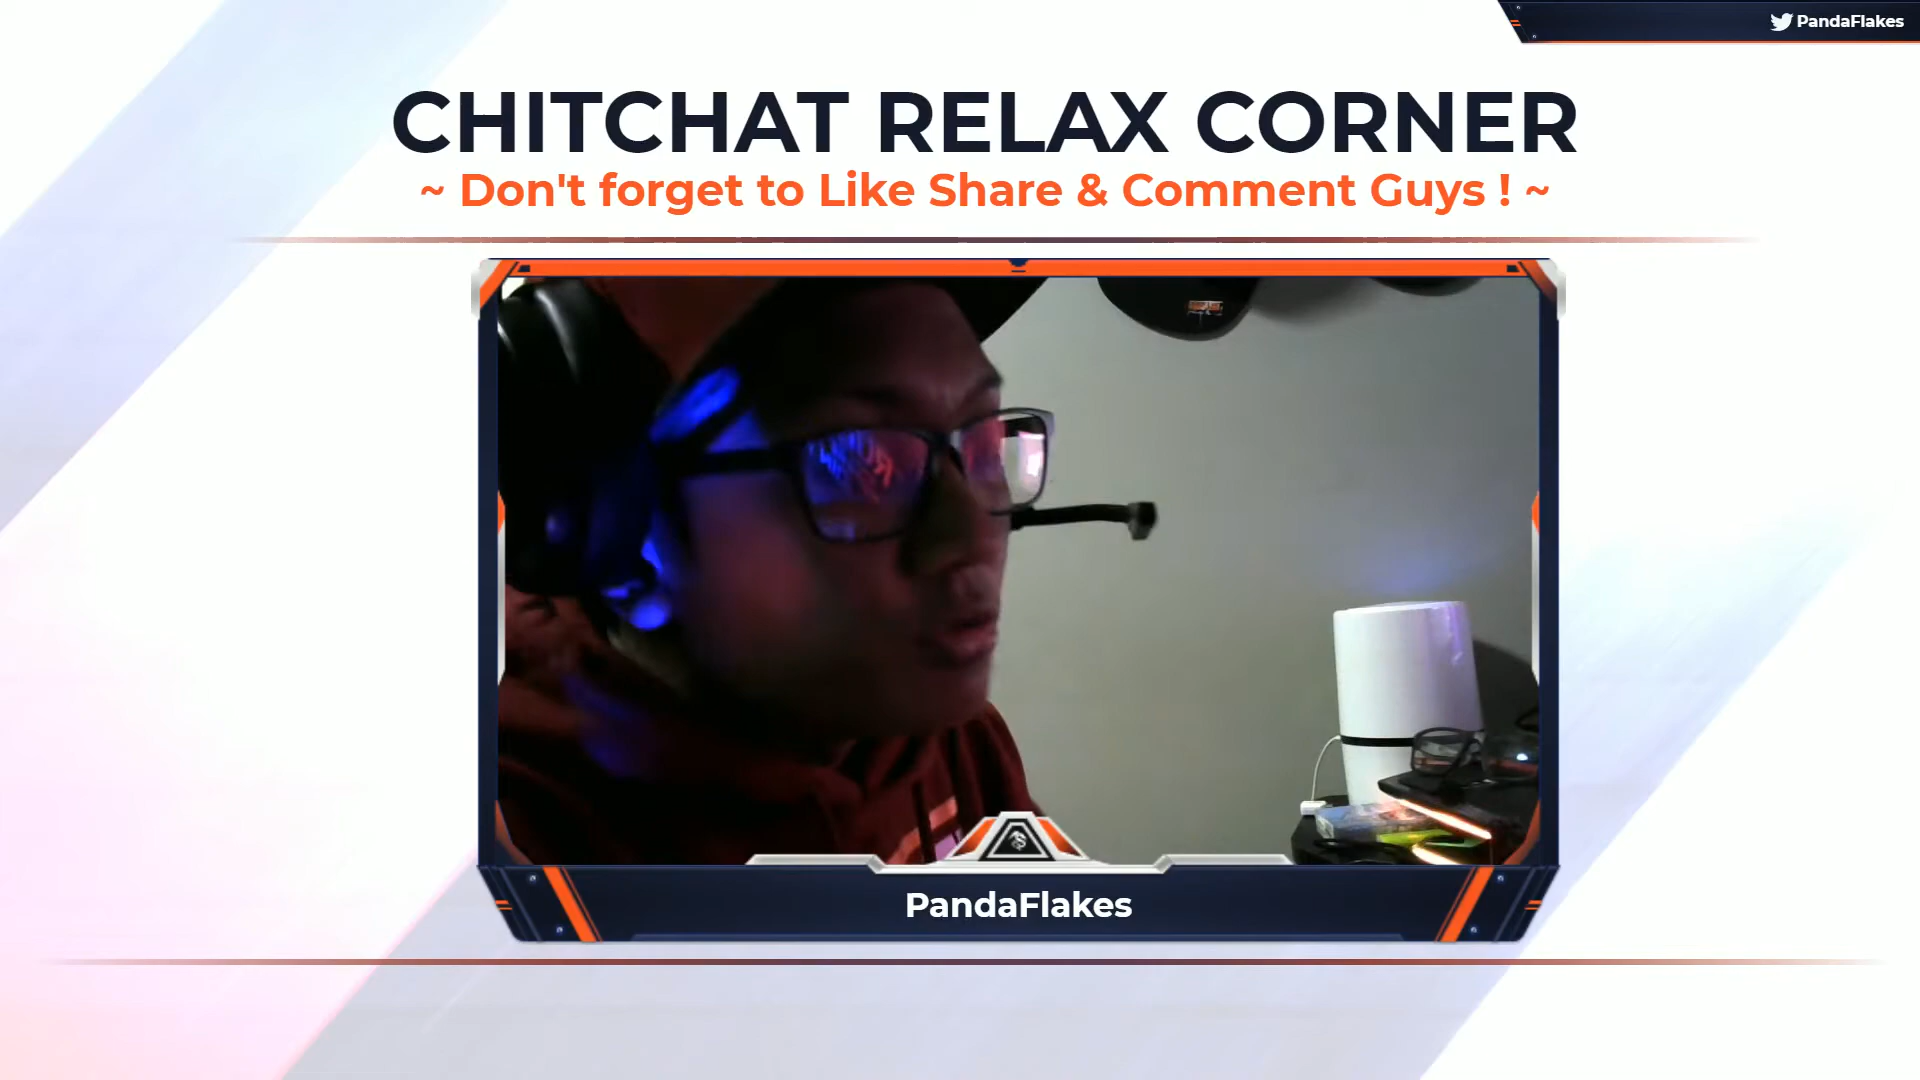 PandaFlakes
CHITCHAT RELAX CORNER
~ Don't forget to Like Share & Comment Guys ! ~
PandaFlakes